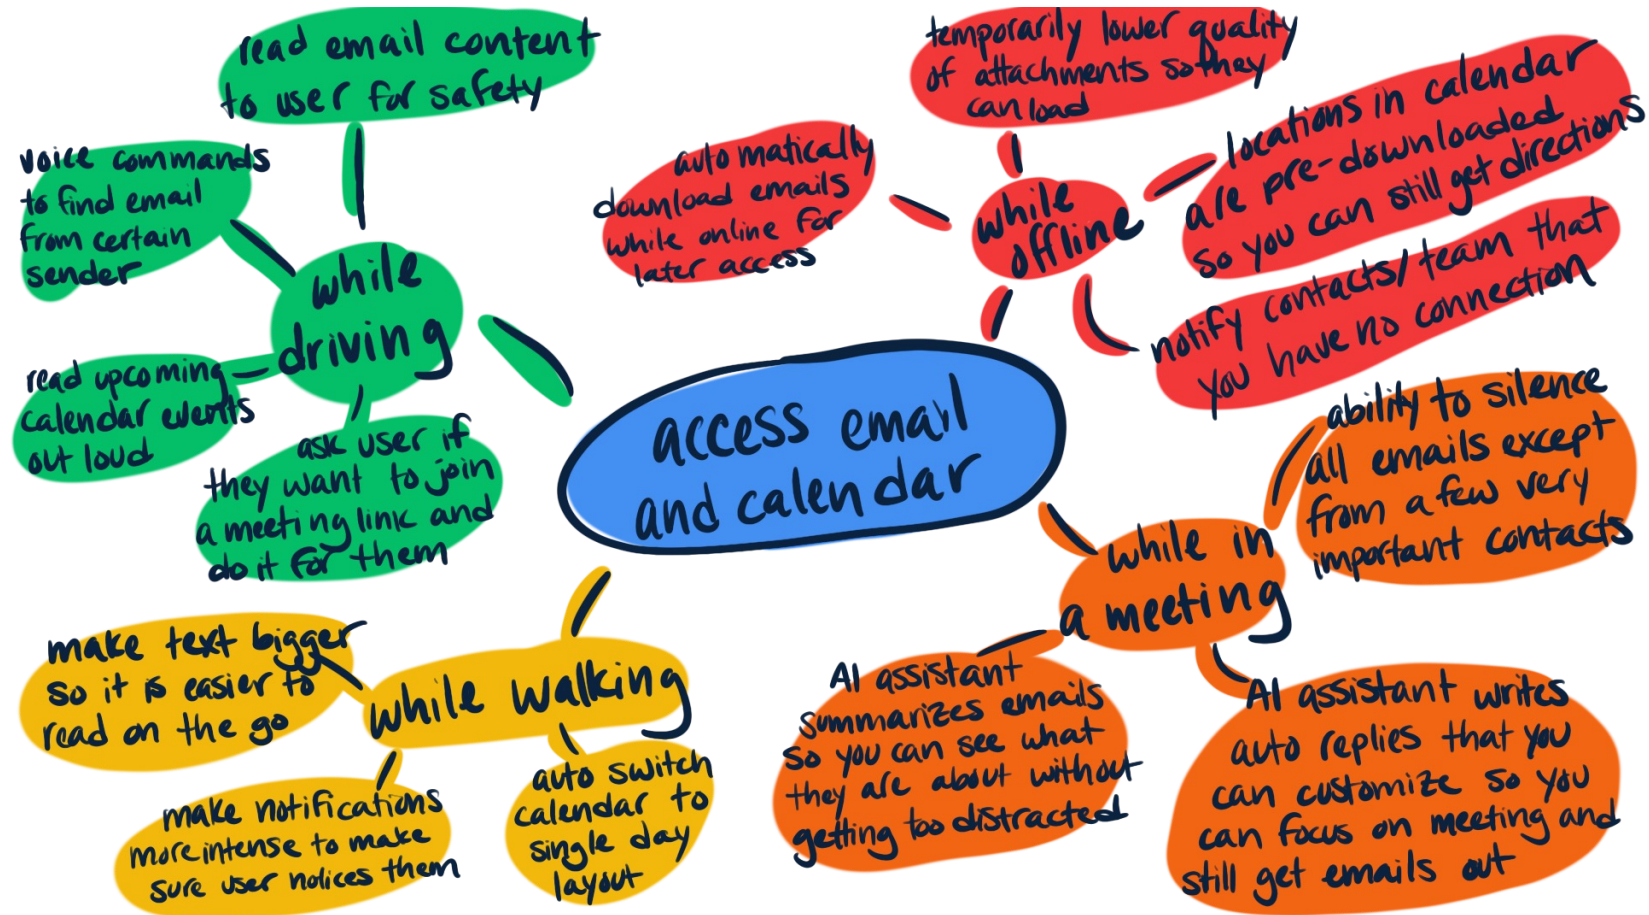 read email content
to user for safety
voice commands
to find email
from certain
sender
while
driving
read upcoming
calendar events
out loud
ask user if
they want to join
a meeting link and
do it for them
temporarily lower quality
of attachments so they
can load
automatically
download emails
while online for
later access
while
offline
locations in calendar
are pre-downloaded
so you can still get directions
notify contacts/team that
you have no connection
access email
and calendar
ability to silence
all emails except
from a few very
important contacts
while in
a meeting
AI assistant
summarizes emails
so you can see what
they are about without
getting too distracted
AI assistant writes
auto replies that you
can customize so you
can focus on meeting and
still get emails out
while walking
make text bigger
so it is easier to
read on the go
make notifications
more intense to make
sure user notices them
auto switch
calendar to
single day
layout